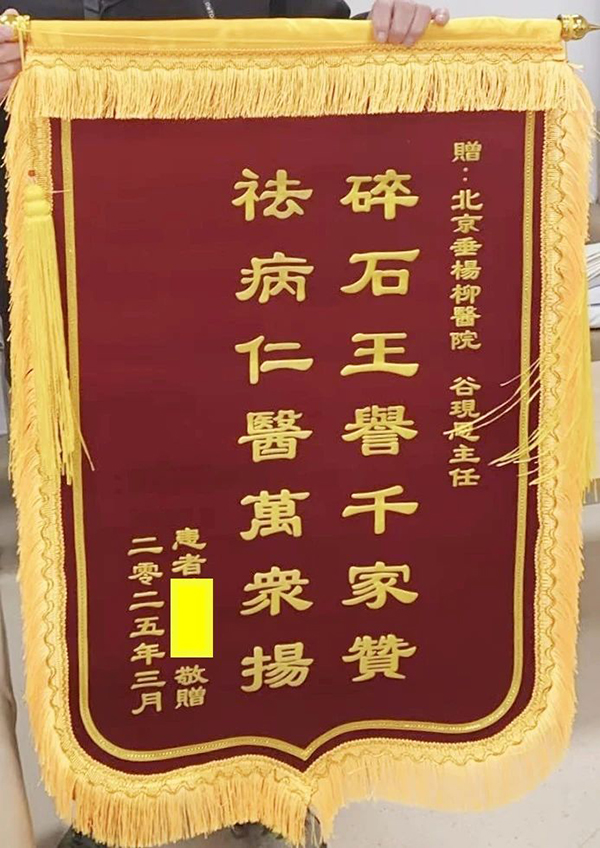 贈：北京垂楊柳醫院 谷現恩主任
碎石王譽千家贊
祛病仁醫萬衆揚
患者 敬贈
二零二五年三月